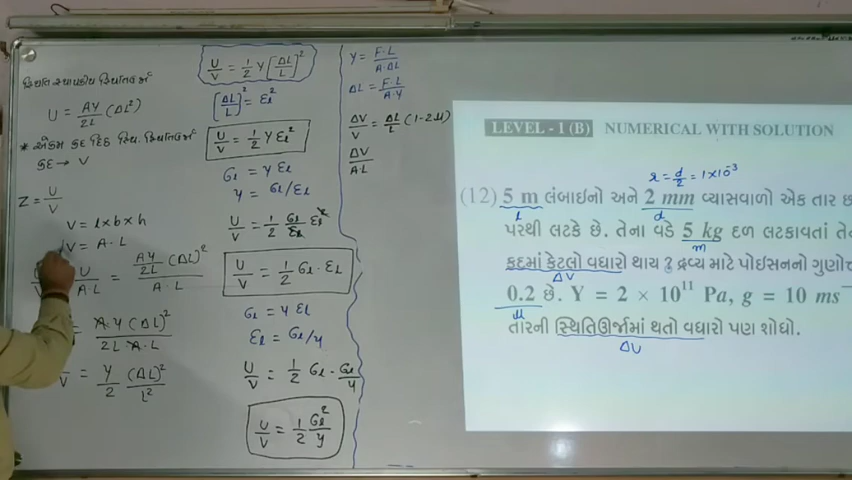 સ્થિતિ સ્થાપકીય સ્થિતિઊર્જા
U = AY/2L (ΔL²)
* એકમ કદ દિઠ સ્થિ. સ્થિતિઊર્જા
કદ → V
Z = U/V
V = l×b×h
V = A·L
U/A·L = AY/2L (ΔL)² / A·L
= A·Y (ΔL)² / 2L A·L
= Y/2 (ΔL)²/L²
U/V = 1/2 Y [ΔL/L]²
[ΔL/L]² = εl²
U/V = 1/2 Y εl²
σl = Y εl
Y = σl/εl
U/V = 1/2 σl/εl εl²
U/V = 1/2 σl · εl
σl = Y εl
εl = σl/Y
U/V = 1/2 σl · σl/Y
U/V = 1/2 σl²/Y
Y = F·L/A·ΔL
ΔL = F·L/A·Y
ΔV/V = ΔL/L (1-2μ)
ΔV/A·L
LEVEL - 1 (B) NUMERICAL WITH SOLUTION
r = d/2 = 1×10⁻³
(12) 5 m લંબાઈનો અને 2 mm વ્યાસવાળો એક તાર છ
l d
પરથી લટકે છે. તેના વડે 5 kg દળ લટકાવતાં તેન
m
કદમાં કેટલો વધારો થાય ? દ્રવ્ય માટે પોઇસનનો ગુણોત્
ΔV
0.2 છે. Y = 2 × 10¹¹ Pa, g = 10 ms⁻
μ
તારની સ્થિતિઊર્જામાં થતો વધારો પણ શોધો.
ΔU